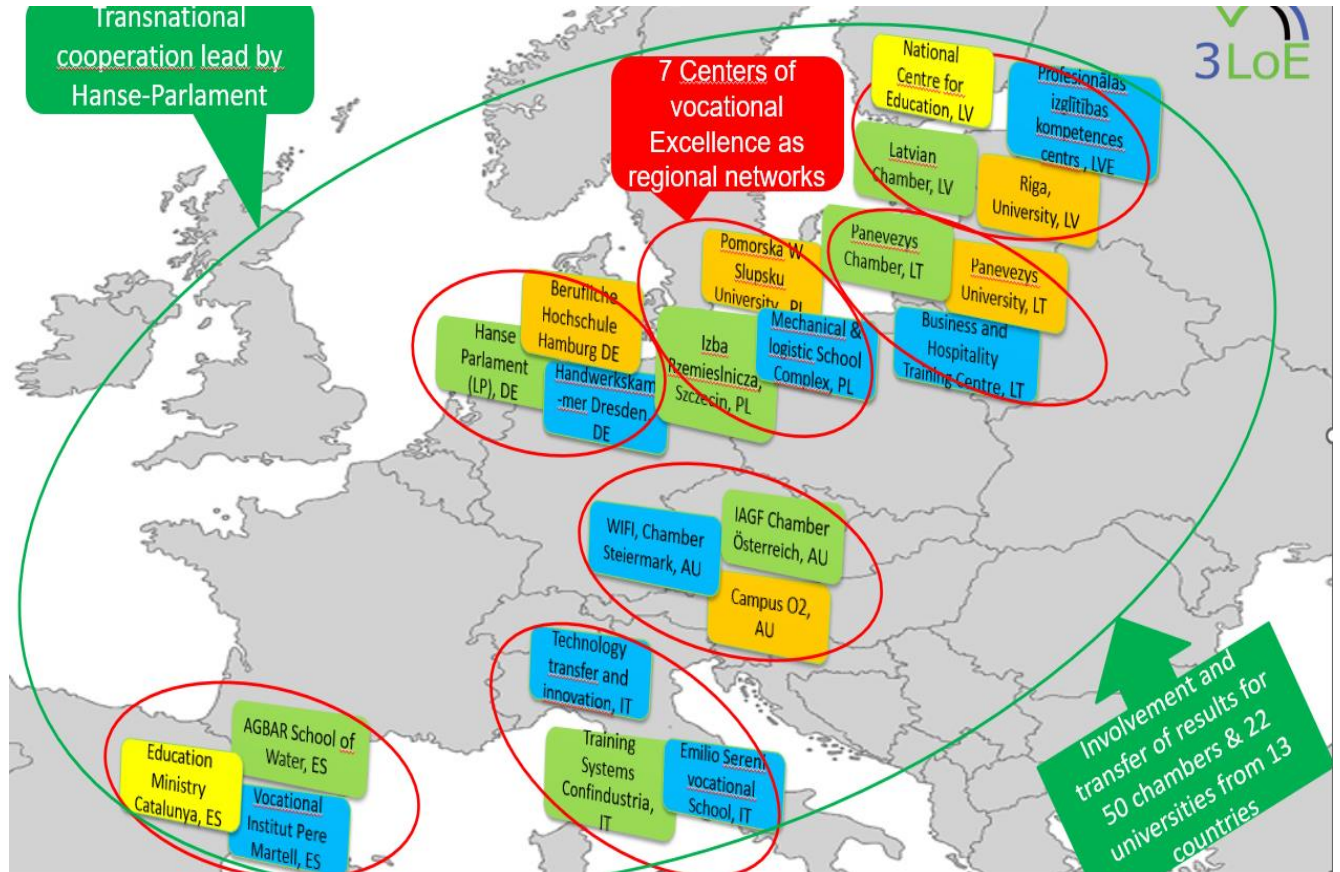 Transnational
cooperation lead by
Hanse-Parlament
7 Centers of
vocational
Excellence as
regional networks
3LoE
National
Centre for
Education, LV
Profesionālas
izglītības
kompetences
centrs , LVE
Latvian
Chamber, LV
Riga,
University, LV
Panevezys
Chamber, LT
Panevezys
University, LT
Business and
Hospitality
Training Centre, LT
Pomorska W
Slupsku
University, PL
Mechanical &
logistic School
Complex, PL
Izba
Rzemieslnicza,
Szczecin, PL
Berufliche
Hochschule
Hamburg DE
Hanse
Parlament
(LP), DE
Handwerkskam
-mer Dresden,
DE
WIFI, Chamber
Steiermark, AU
IAGF Chamber
Österreich, AU
Campus O2,
AU
Technology
transfer and
innovation, IT
Training
Systems
Confindustria,
IT
Emilio Sereni
vocational
School, IT
AGBAR School of
Water, ES
Education
Ministry
Catalunya, ES
Vocational
Institut Pere
Martell, ES
Involvement and
transfer of results for
50 chambers & 22
universities from 13
countries